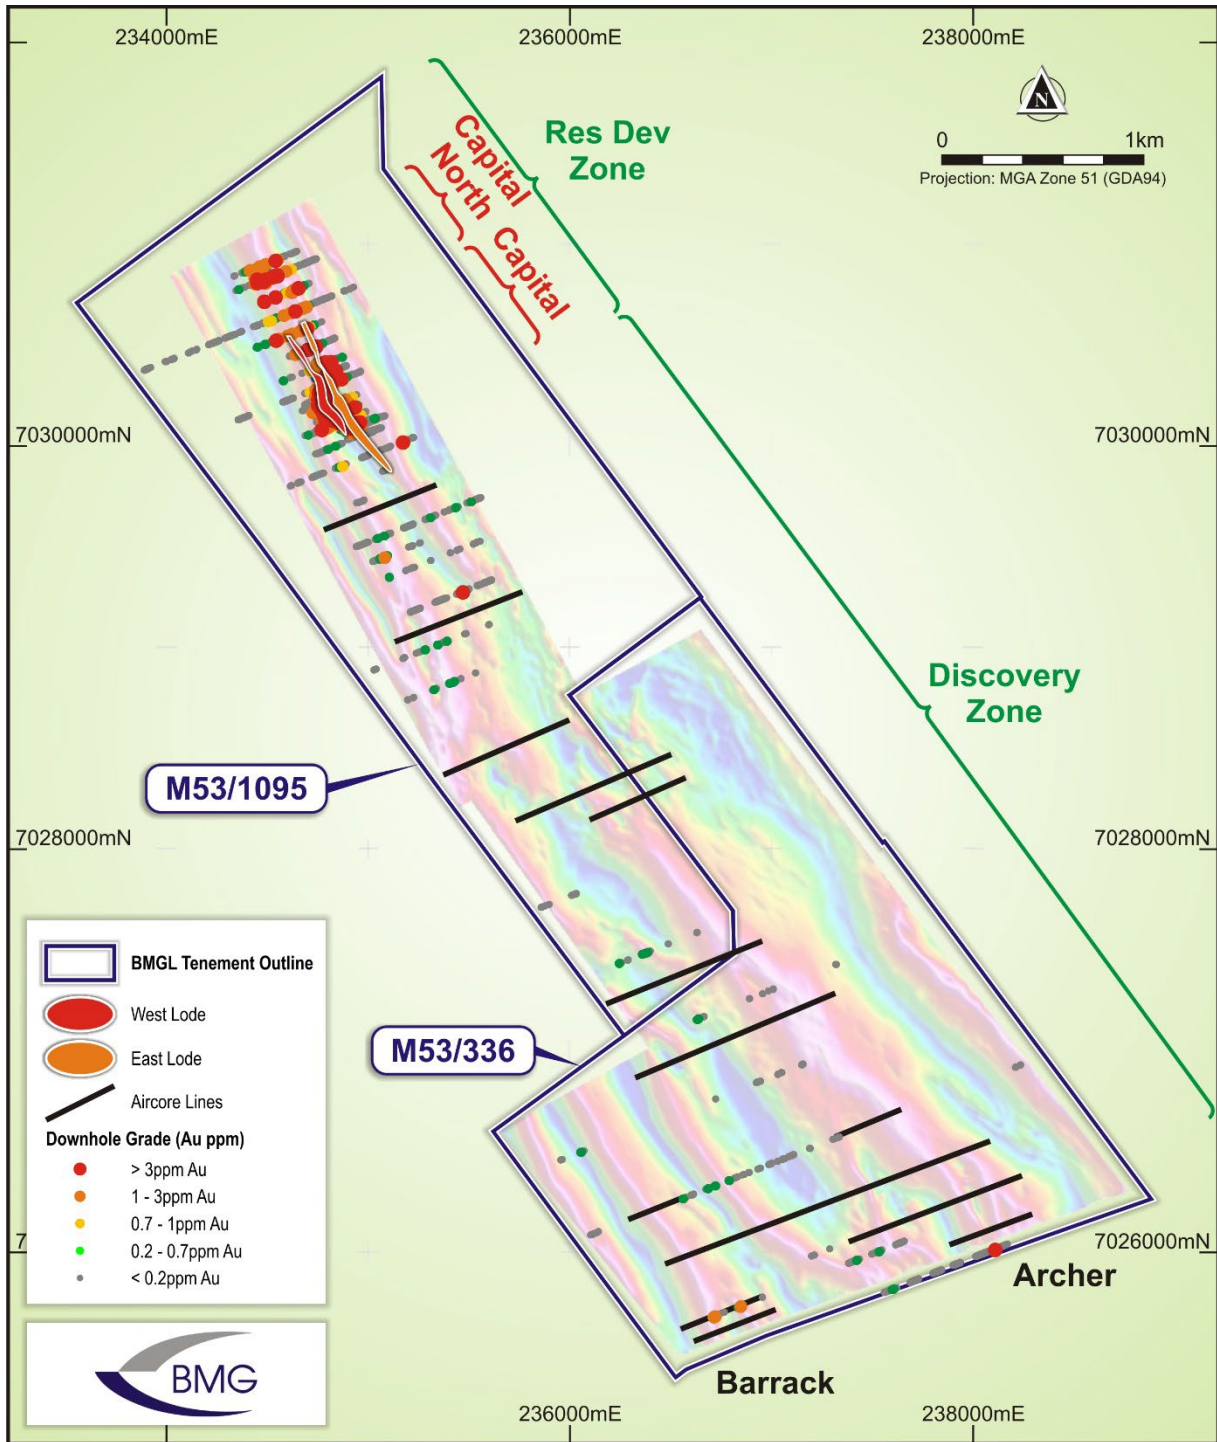 234000mE
236000mE
238000mE
Res Dev
Zone
Capital
North
Capital
N
0
1km
Projection: MGA Zone 51 (GDA94)
7030000mN
7030000mN
Discovery
Zone
M53/1095
7028000mN
7028000mN
M53/336
BMGL Tenement Outline
West Lode
East Lode
Aircore Lines
Downhole Grade (Au ppm)
> 3ppm Au
1 - 3ppm Au
0.7 - 1ppm Au
0.2 - 0.7ppm Au
< 0.2ppm Au
7026000mN
Archer
Barrack
BMG
236000mE
238000mE